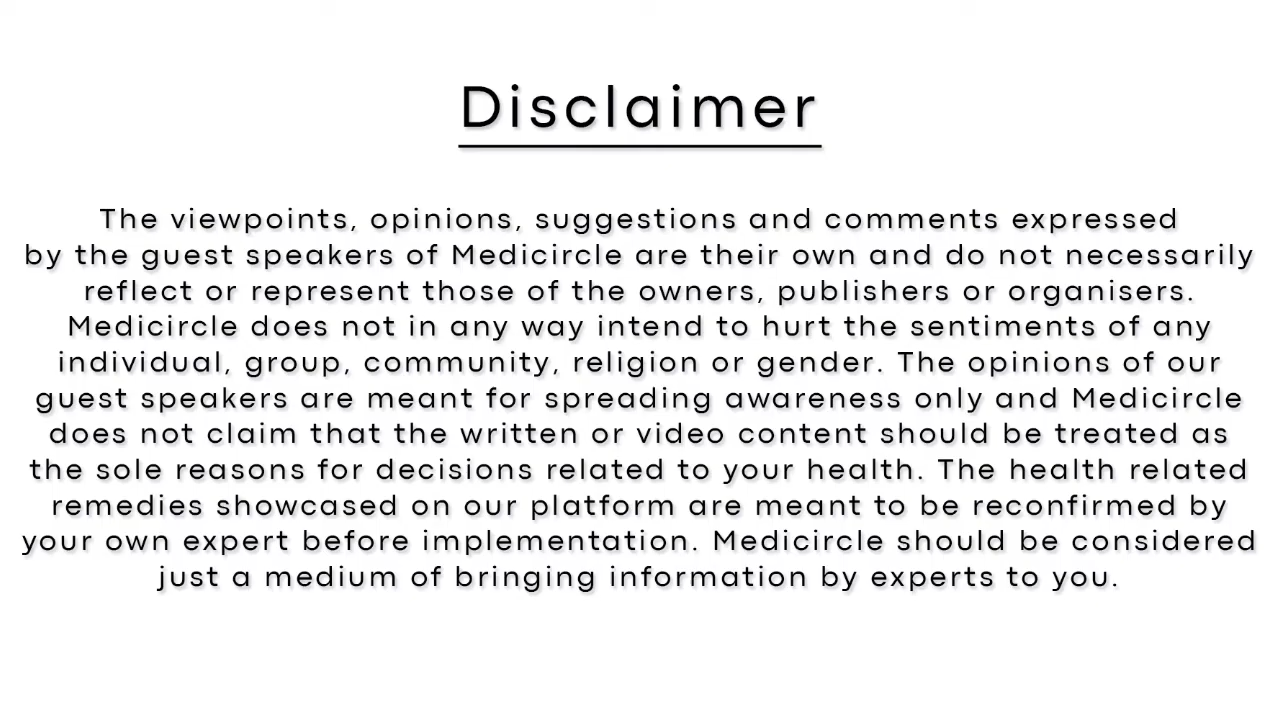 Disclaimer
The viewpoints, opinions, suggestions and comments expressed
by the guest speakers of Medicircle are their own and do not necessarily
reflect or represent those of the owners, publishers or organisers.
Medicircle does not in any way intend to hurt the sentiments of any
individual, group, community, religion or gender. The opinions of our
guest speakers are meant for spreading awareness only and Medicircle
does not claim that the written or video content should be treated as
the sole reasons for decisions related to your health. The health related
remedies showcased on our platform are meant to be reconfirmed by
your own expert before implementation. Medicircle should be considered
just a medium of bringing information by experts to you.